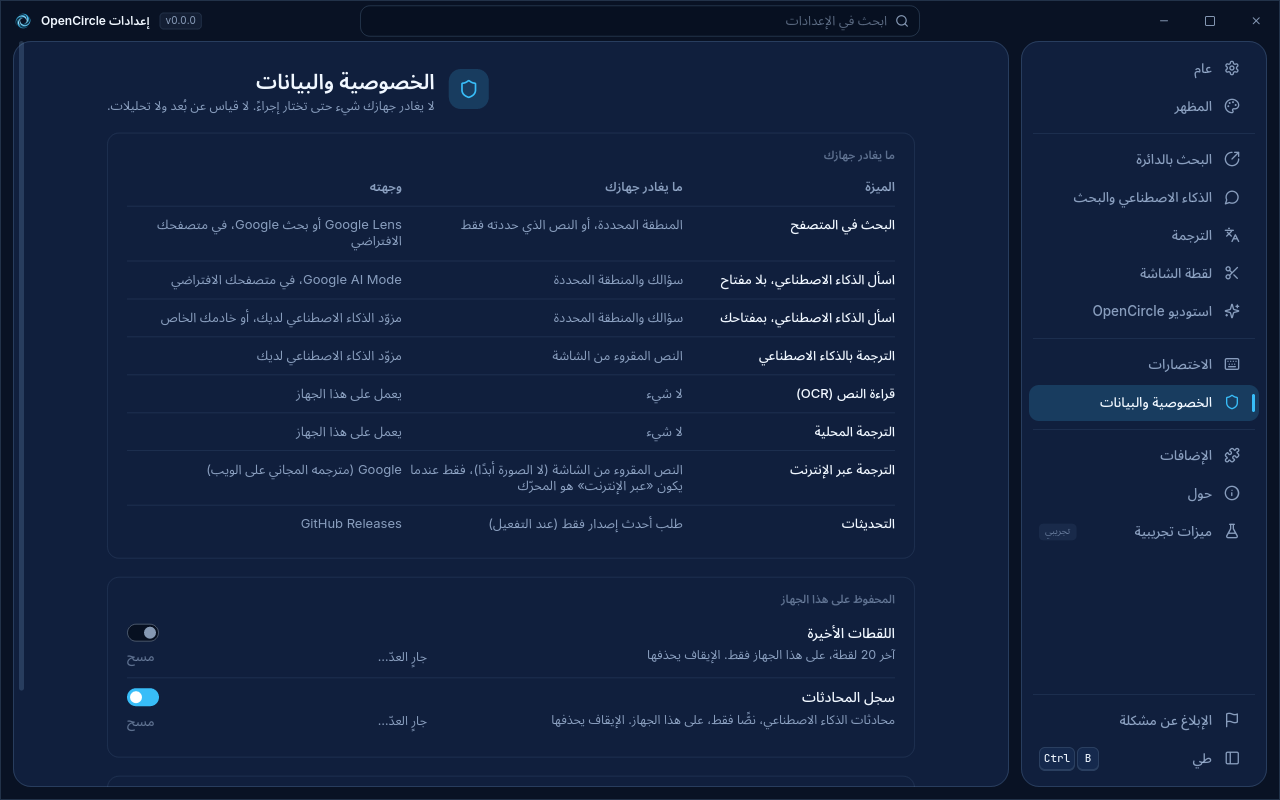 إعدادات OpenCircle
v0.0.0
ابحث في الإعدادات
عام
المظهر
البحث بالدائرة
الذكاء الاصطناعي والبحث
الترجمة
لقطة الشاشة
استوديو OpenCircle
الاختصارات
الخصوصية والبيانات
الإضافات
حول
ميزات تجريبية
تجريبي
الإبلاغ عن مشكلة
طي
Ctrl B
الخصوصية والبيانات
لا يغادر جهازك شيء حتى تختار إجراءً. لا قياس عن بُعد ولا تحليلات.
ما يغادر جهازك
الميزة ما يغادر جهازك وجهته
البحث في المتصفح المنطقة المحددة، أو النص الذي حددته فقط Google Lens أو بحث Google، في متصفحك
الافتراضي
اسأل الذكاء الاصطناعي، بلا مفتاح سؤالك والمنطقة المحددة Google AI Mode، في متصفحك الافتراضي
اسأل الذكاء الاصطناعي، بمفتاحك سؤالك والمنطقة المحددة مزوّد الذكاء الاصطناعي لديك، أو خادمك الخاص
الترجمة بالذكاء الاصطناعي النص المقروء من الشاشة مزوّد الذكاء الاصطناعي لديك
قراءة النص (OCR) لا شيء يعمل على هذا الجهاز
الترجمة المحلية لا شيء يعمل على هذا الجهاز
الترجمة عبر الإنترنت النص المقروء من الشاشة (لا الصورة أبدًا)، فقط عندما Google (مترجمه المجاني على الويب)
يكون «عبر الإنترنت» هو المحرّك
التحديثات طلب أحدث إصدار فقط (عند التفعيل) GitHub Releases
المحفوظ على هذا الجهاز
اللقطات الأخيرة
آخر 20 لقطة، على هذا الجهاز فقط. الإيقاف يحذفها
جارٍ العدّ...
مسح
سجل المحادثات
محادثات الذكاء الاصطناعي، نصًّا فقط، على هذا الجهاز. الإيقاف يحذفها
جارٍ العدّ...
مسح